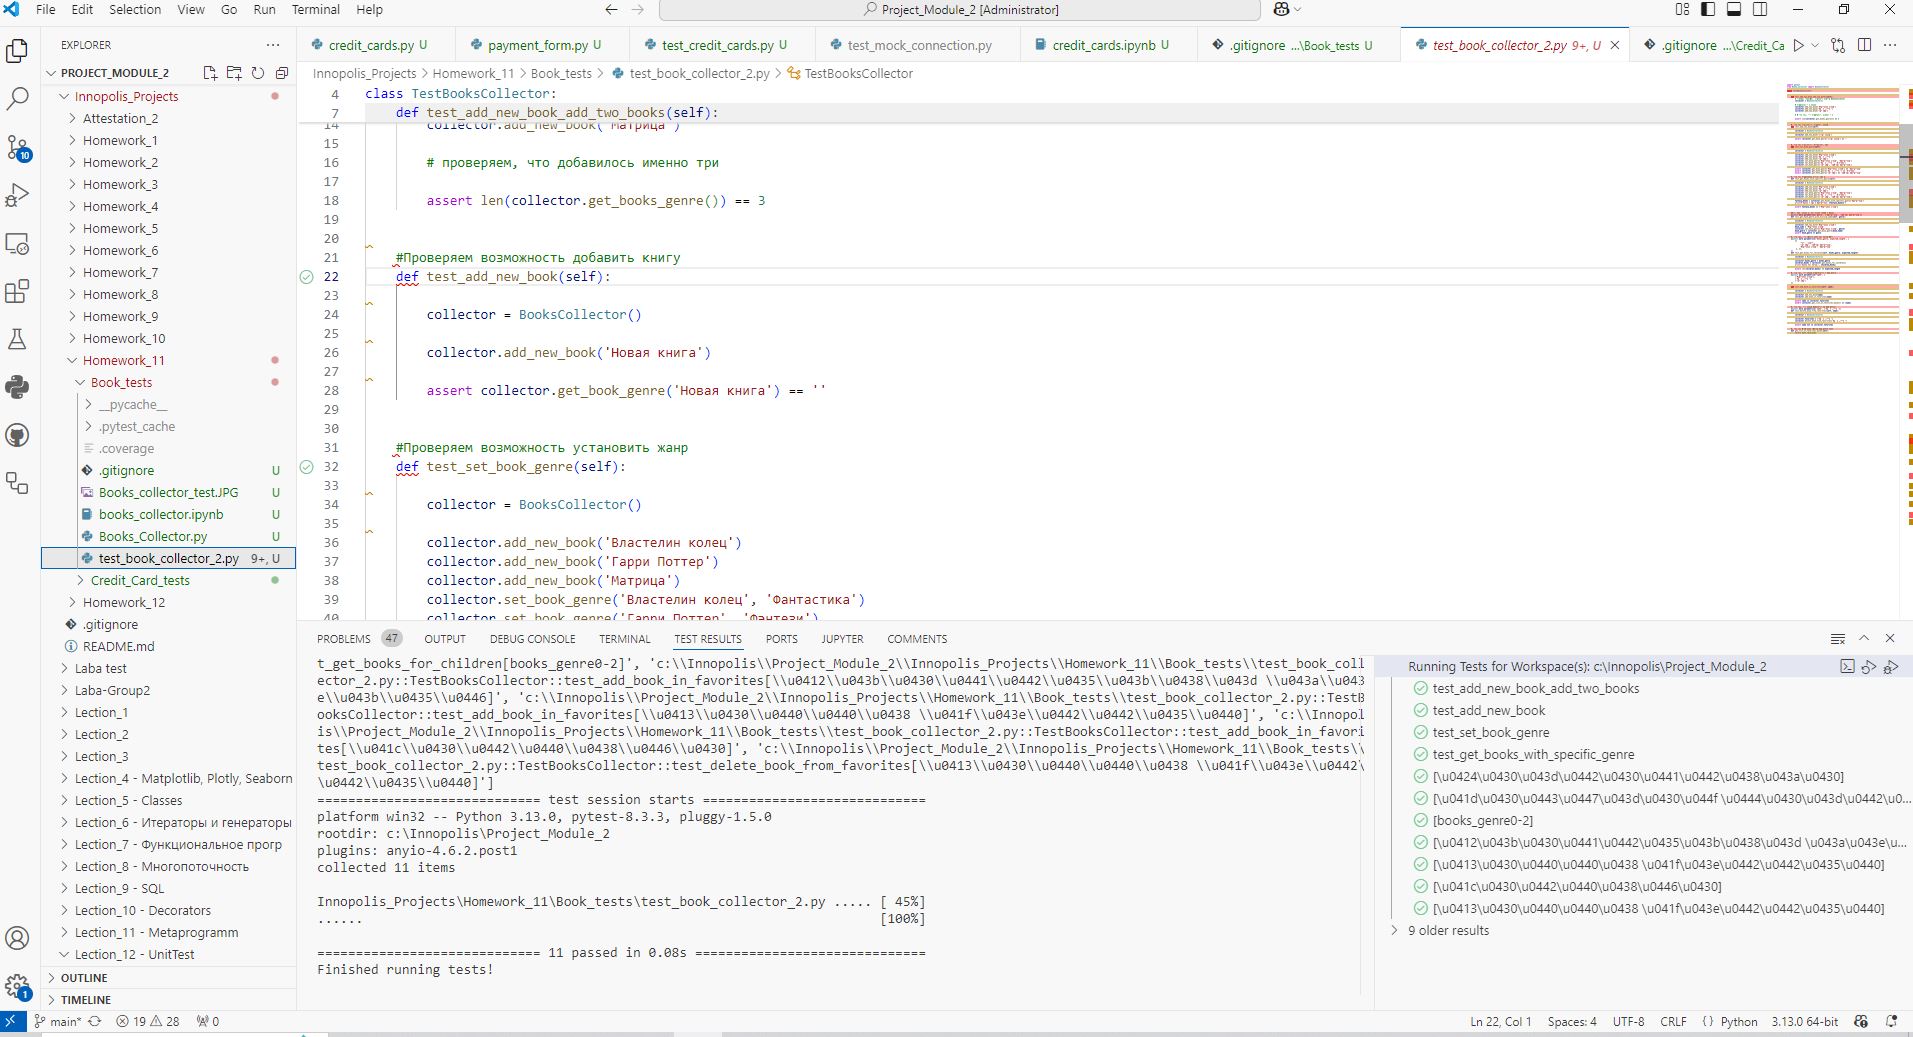 File Edit Selection View Go Run Terminal Help
Project_Module_2 [Administrator]
EXPLORER
credit_cards.py U
payment_form.py U
test_credit_cards.py U
test_mock_connection.py
credit_cards.ipynb U
.gitignore ...\Book_tests U
test_book_collector_2.py 9+, U
.gitignore ...\Credit_Ca
PROJECT_MODULE_2
Innopolis_Projects
Attestation_2
Homework_1
Homework_2
Homework_3
Homework_4
Homework_5
Homework_6
Homework_7
Homework_8
Homework_9
Homework_10
Homework_11
Book_tests
__pycache__
.pytest_cache
.coverage
.gitignore U
Books_collector_test.JPG U
books_collector.ipynb U
Books_Collector.py U
test_book_collector_2.py 9+, U
Credit_Card_tests
Homework_12
.gitignore
README.md
Laba test
Laba-Group2
Lection_1
Lection_2
Lection_3
Lection_4 - Matplotlib, Plotly, Seaborn
Lection_5 - Classes
Lection_6 - Итераторы и генераторы
Lection_7 - Функциональное прогр
Lection_8 - Многопоточность
Lection_9 - SQL
Lection_10 - Decorators
Lection_11 - Metaprogramm
Lection_12 - UnitTest
OUTLINE
TIMELINE
10
1
Innopolis_Projects > Homework_11 > Book_tests > test_book_collector_2.py > TestBooksCollector
4 class TestBooksCollector:
7 def test_add_new_book_add_two_books(self):
14 collector.add_new_book('Матрица')
15
16 # проверяем, что добавилось именно три
17
18 assert len(collector.get_books_genre()) == 3
19
20
21 #Проверяем возможность добавить книгу
22 def test_add_new_book(self):
23
24 collector = BooksCollector()
25
26 collector.add_new_book('Новая книга')
27
28 assert collector.get_book_genre('Новая книга') == ''
29
30
31 #Проверяем возможность установить жанр
32 def test_set_book_genre(self):
33
34 collector = BooksCollector()
35
36 collector.add_new_book('Властелин колец')
37 collector.add_new_book('Гарри Поттер')
38 collector.add_new_book('Матрица')
39 collector.set_book_genre('Властелин колец', 'Фантастика')
40 collector.set_book_genre('Гарри Поттер', 'Фэнтези')
PROBLEMS 47 OUTPUT DEBUG CONSOLE TERMINAL TEST RESULTS PORTS JUPYTER COMMENTS
t_get_books_for_children[books_genre0-2]', 'c:\\Innopolis\\Project_Module_2\\Innopolis_Projects\\Homework_11\\Book_tests\\test_book_coll
ector_2.py::TestBooksCollector::test_add_book_in_favorites[\\u0412\\u043b\\u0430\\u0441\\u0442\\u0435\\u043b\\u0438\\u043d \\u043a\\u043
e\\u043b\\u0435\\u0446]', 'c:\\Innopolis\\Project_Module_2\\Innopolis_Projects\\Homework_11\\Book_tests\\test_book_collector_2.py::TestB
ooksCollector::test_add_book_in_favorites[\\u0413\\u0430\\u0440\\u0440\\u0438 \\u041f\\u043e\\u0442\\u0442\\u0435\\u0440]', 'c:\\Innopol
is\\Project_Module_2\\Innopolis_Projects\\Homework_11\\Book_tests\\test_book_collector_2.py::TestBooksCollector::test_add_book_in_favori
tes[\\u041c\\u0430\\u0442\\u0440\\u0438\\u0446\\u0430]', 'c:\\Innopolis\\Project_Module_2\\Innopolis_Projects\\Homework_11\\Book_tests\\
test_book_collector_2.py::TestBooksCollector::test_delete_book_from_favorites[\\u0413\\u0430\\u0440\\u0440\\u0438 \\u041f\\u043e\\u0442\
\u0442\\u0435\\u0440]']
============================= test session starts =============================
platform win32 -- Python 3.13.0, pytest-8.3.3, pluggy-1.5.0
rootdir: c:\Innopolis\Project_Module_2
plugins: anyio-4.6.2.post1
collected 11 items
Innopolis_Projects\Homework_11\Book_tests\test_book_collector_2.py ..... [ 45%]
...... [100%]
============================= 11 passed in 0.08s ==============================
Finished running tests!
Running Tests for Workspace(s): c:\Innopolis\Project_Module_2
test_add_new_book_add_two_books
test_add_new_book
test_set_book_genre
test_get_books_with_specific_genre
[\u0424\u0430\u043d\u0442\u0430\u0441\u0442\u0438\u043a\u0430]
[\u041d\u0430\u0443\u0447\u043d\u0430\u044f \u0444\u0430\u043d\u0442\u0...
[books_genre0-2]
[\u0412\u043b\u0430\u0441\u0442\u0435\u043b\u0438\u043d \u043a\u043e\u...
[\u0413\u0430\u0440\u0440\u0438 \u041f\u043e\u0442\u0442\u0435\u0440]
[\u041c\u0430\u0442\u0440\u0438\u0446\u0430]
[\u0413\u0430\u0440\u0440\u0438 \u041f\u043e\u0442\u0442\u0435\u0440]
9 older results
main* 19 28 0
Ln 22, Col 1 Spaces: 4 UTF-8 CRLF Python 3.13.0 64-bit